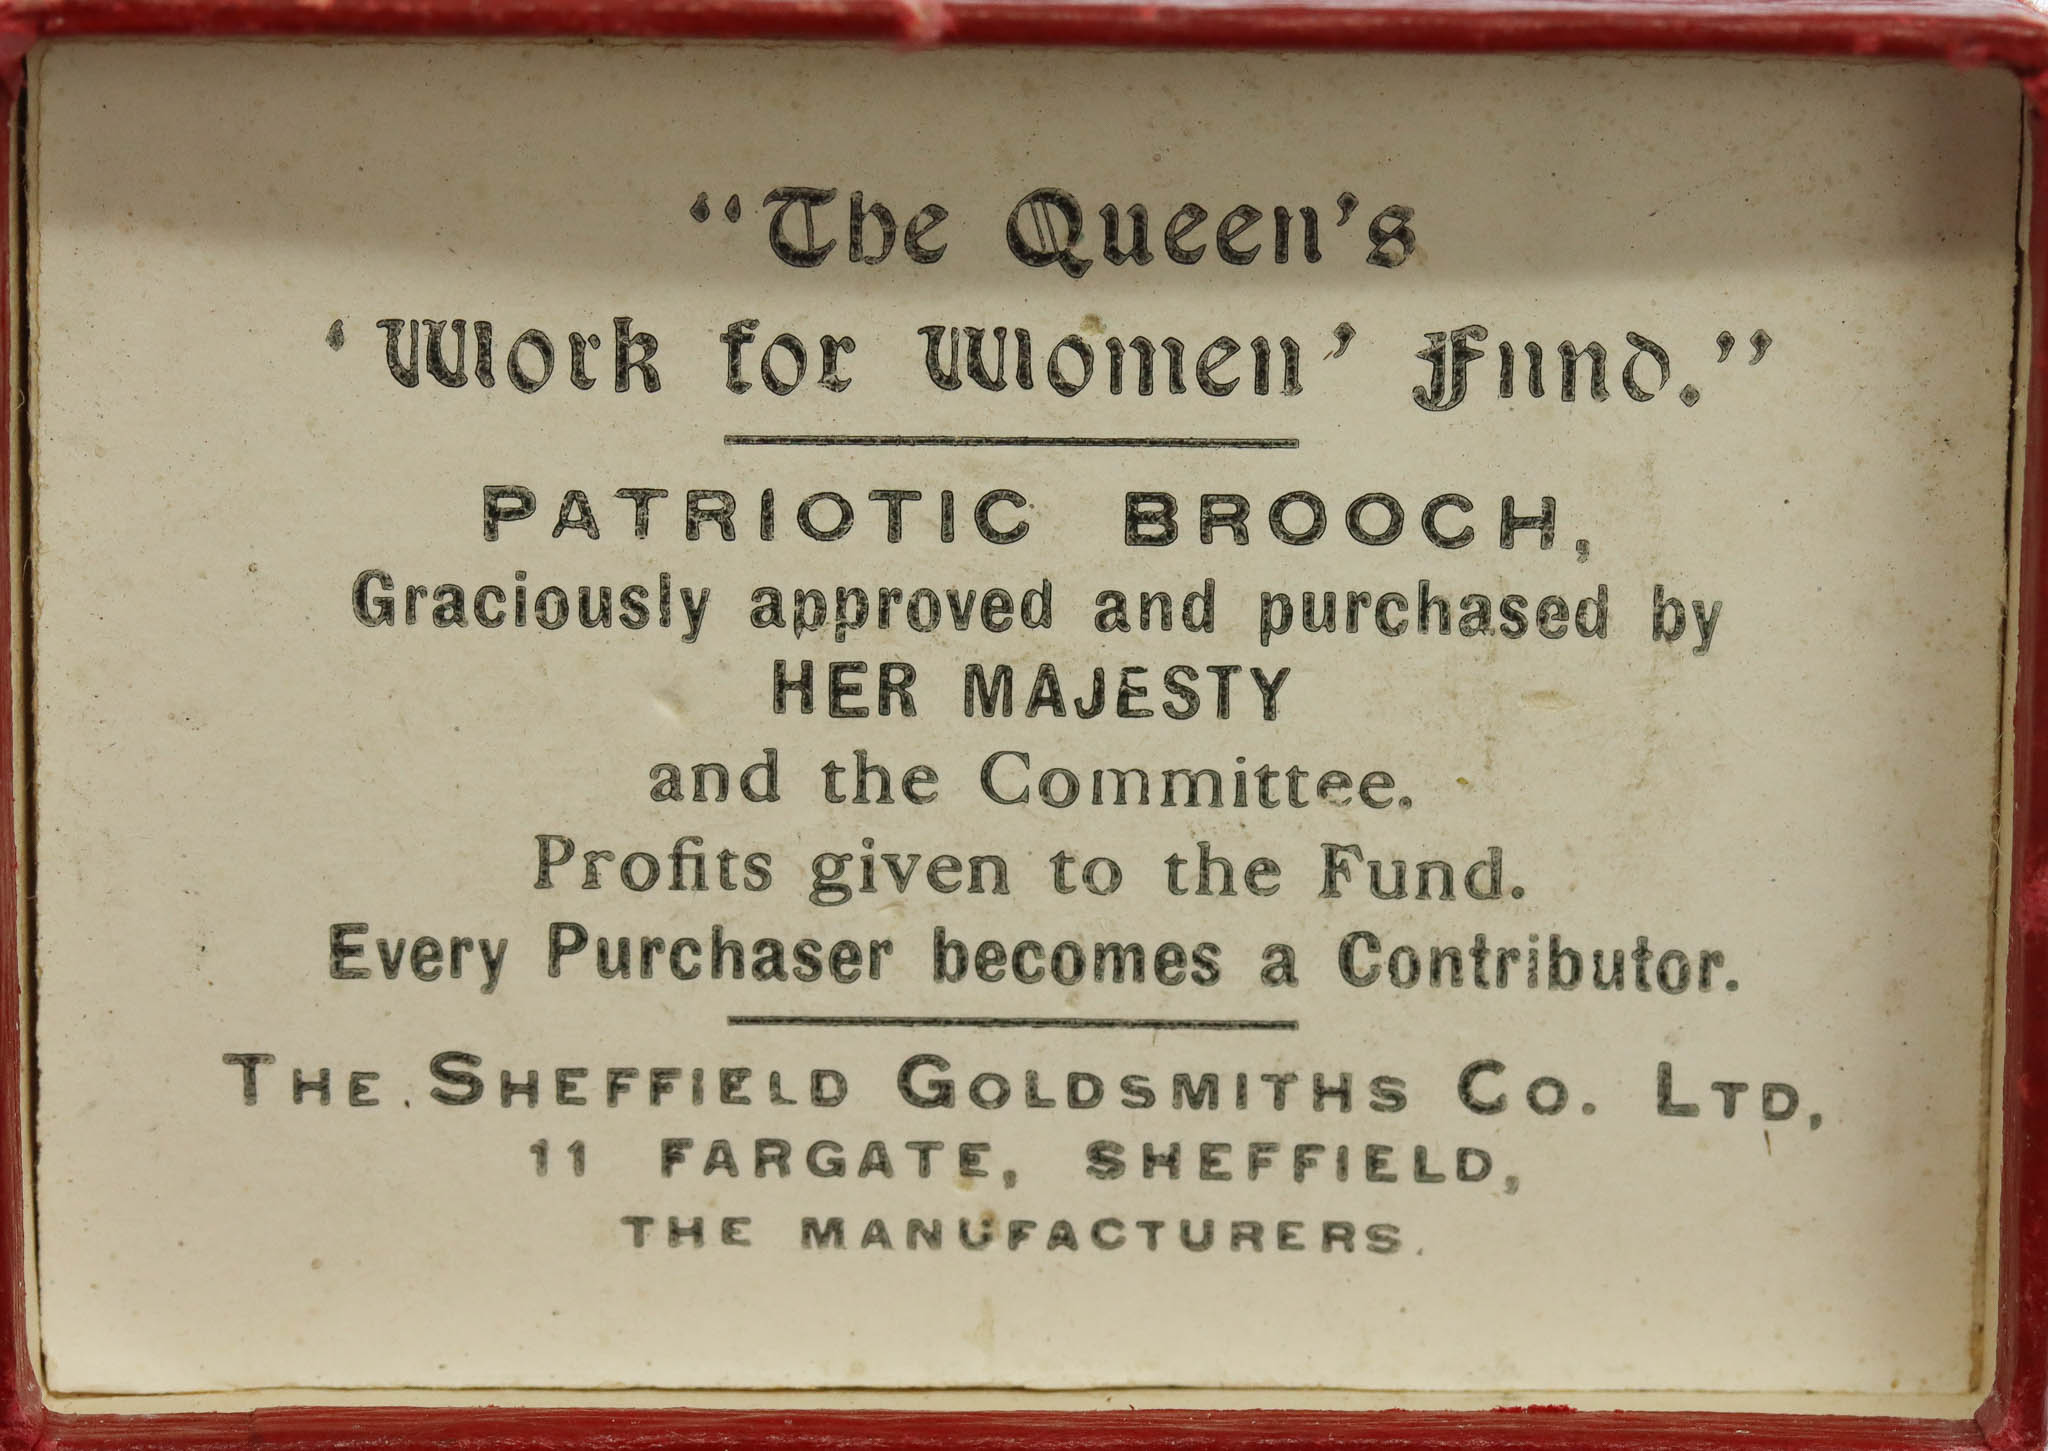 "The Queen's
'Work for Women' Fund."
PATRIOTIC BROOCH,
Graciously approved and purchased by
HER MAJESTY
and the Committee.
Profits given to the Fund.
Every Purchaser becomes a Contributor.
THE SHEFFIELD GOLDSMITHS CO. LTD,
11 FARGATE, SHEFFIELD,
THE MANUFACTURERS.